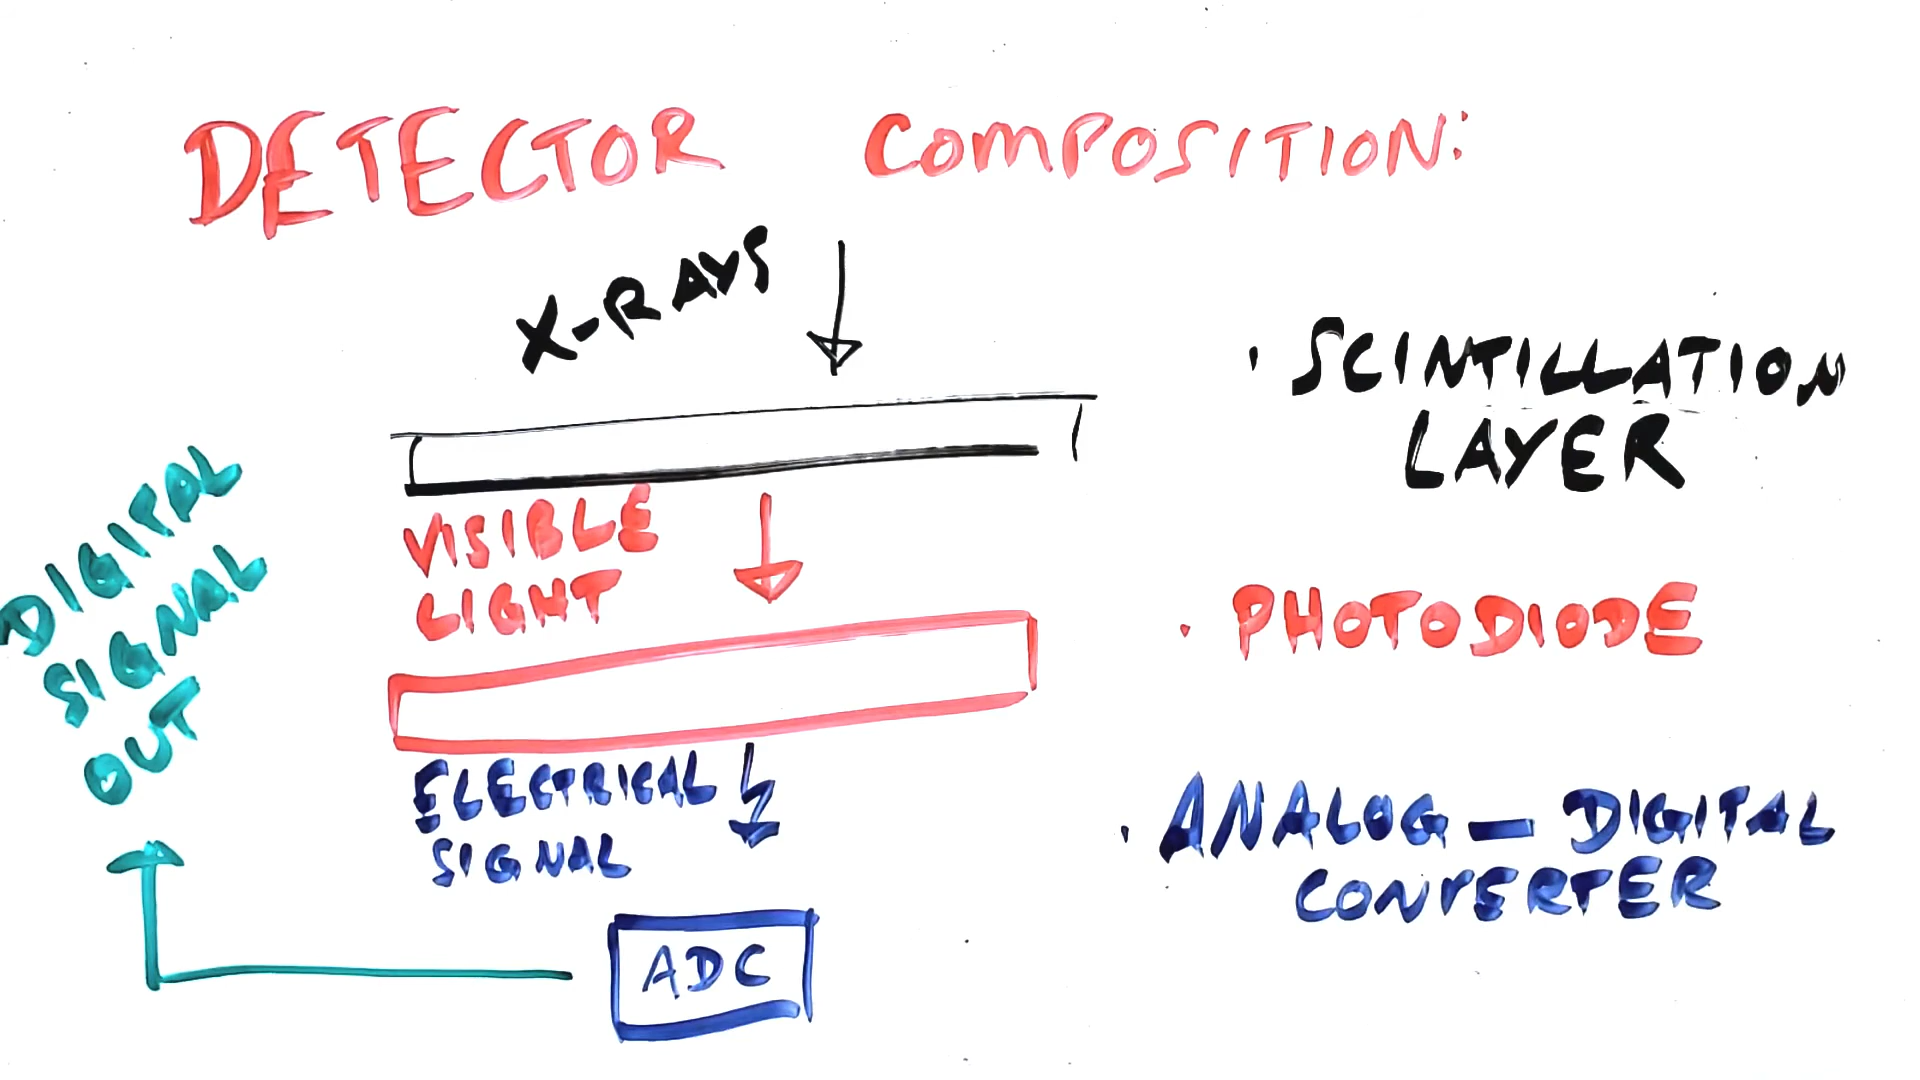 DETECTOR COMPOSITION:
X-RAYS
· SCINTILLATION
LAYER
VISIBLE
LIGHT
· PHOTODIODE
ELECTRICAL
SIGNAL
· ANALOG - DIGITAL
CONVERTER
ADC
DIGITAL
SIGNAL
OUT